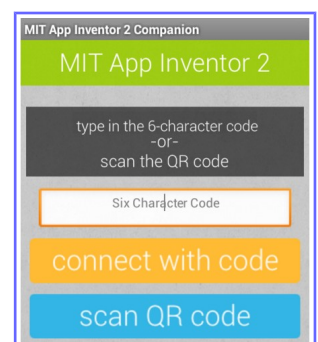 MIT App Inventor 2 Companion
MIT App Inventor 2
type in the 6-character code
-or-
scan the QR code
Six Character Code
connect with code
scan QR code